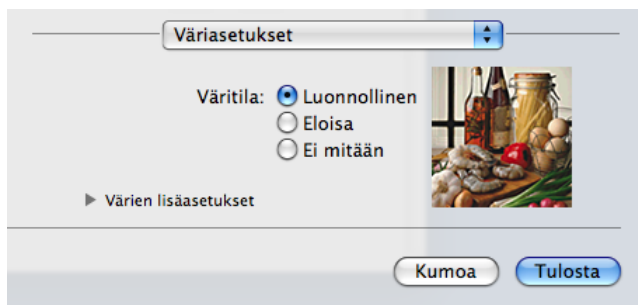 Väriasetukset
Väritila: Luonnollinen
Eloisa
Ei mitään
Värien lisäasetukset
Kumoa Tulosta